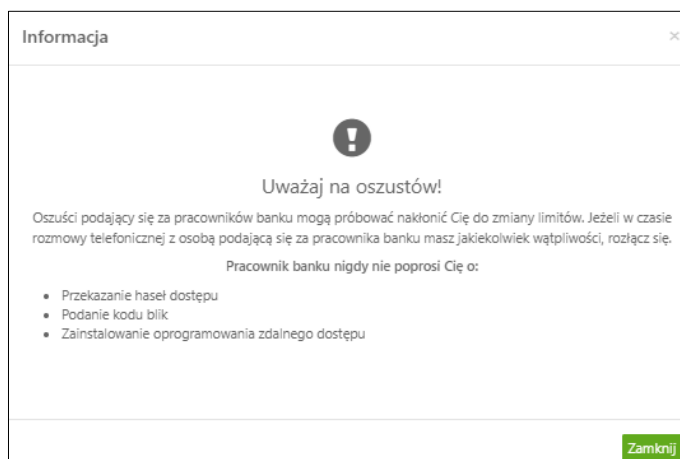 Informacja
×
Uważaj na oszustów!
Oszuści podający się za pracowników banku mogą próbować nakłonić Cię do zmiany limitów. Jeżeli w czasie
rozmowy telefonicznej z osobą podającą się za pracownika banku masz jakiekolwiek wątpliwości, rozłącz się.
Pracownik banku nigdy nie poprosi Cię o:
• Przekazanie haseł dostępu
• Podanie kodu blik
• Zainstalowanie oprogramowania zdalnego dostępu
Zamknij